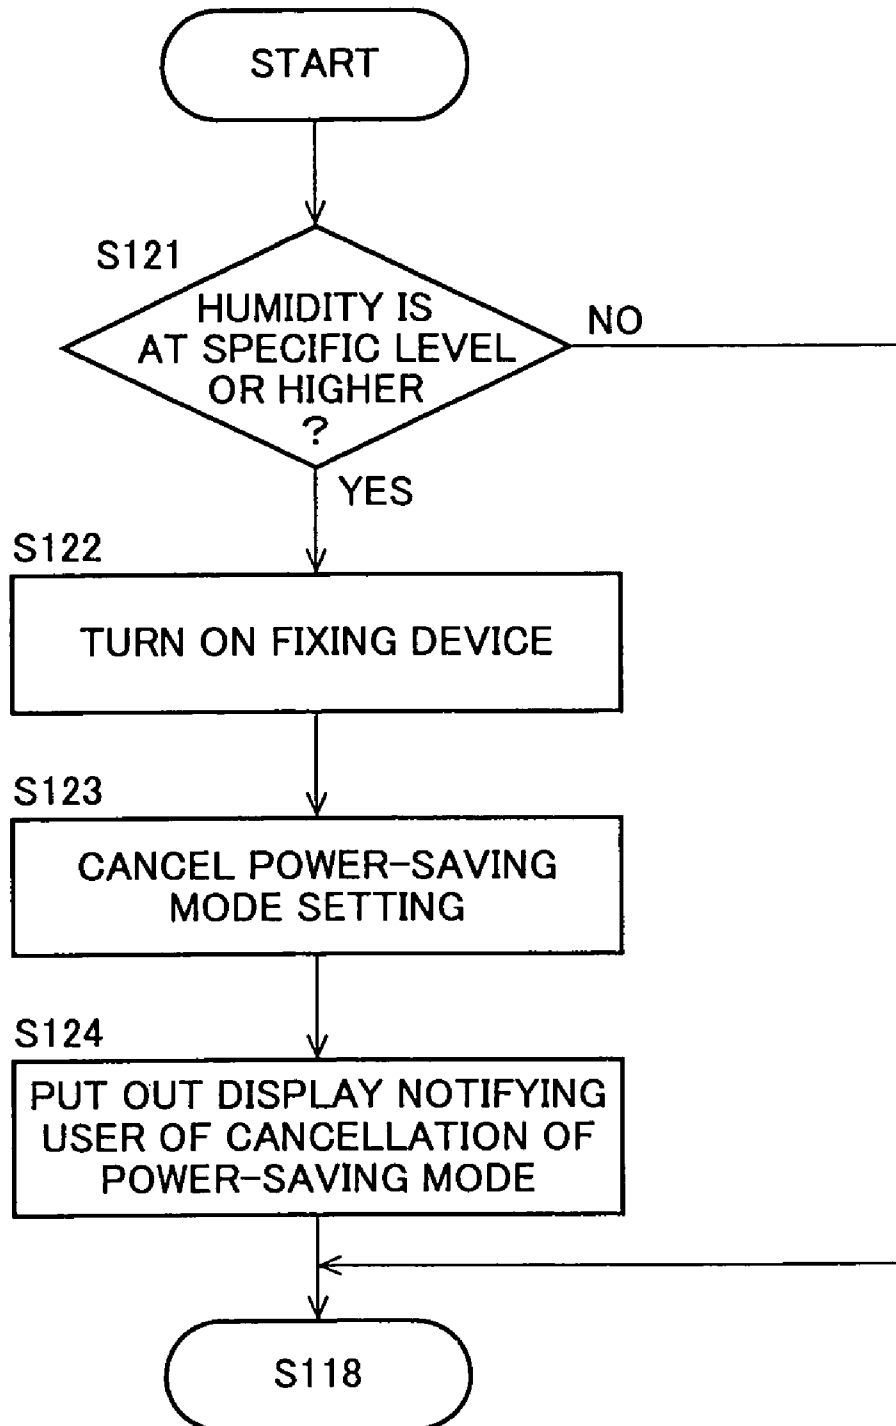 START
S121
HUMIDITY IS
AT SPECIFIC LEVEL
OR HIGHER
?
NO
YES
S122
TURN ON FIXING DEVICE
S123
CANCEL POWER-SAVING
MODE SETTING
S124
PUT OUT DISPLAY NOTIFYING
USER OF CANCELLATION OF
POWER-SAVING MODE
S118